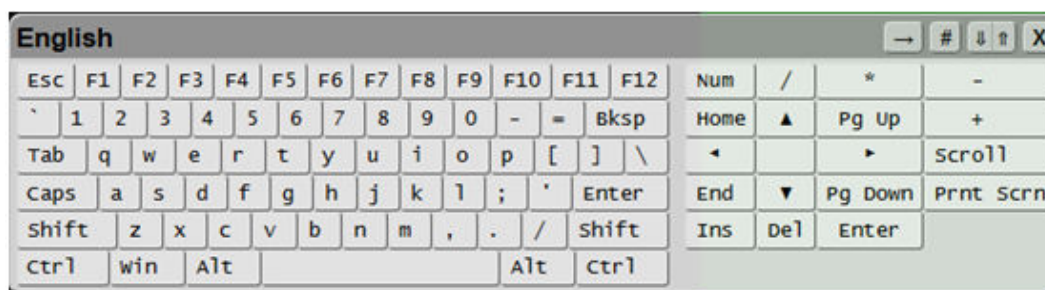 English → # ⇓ ⇑ X
Esc F1 F2 F3 F4 F5 F6 F7 F8 F9 F10 F11 F12 Num / * -
` 1 2 3 4 5 6 7 8 9 0 - = Bksp Home ▲ Pg Up +
Tab q w e r t y u i o p [ ] \ ◄ ► Scroll
Caps a s d f g h j k l ; ' Enter End ▼ Pg Down Prnt Scrn
Shift z x c v b n m , . / Shift Ins Del Enter
Ctrl Win Alt Alt Ctrl